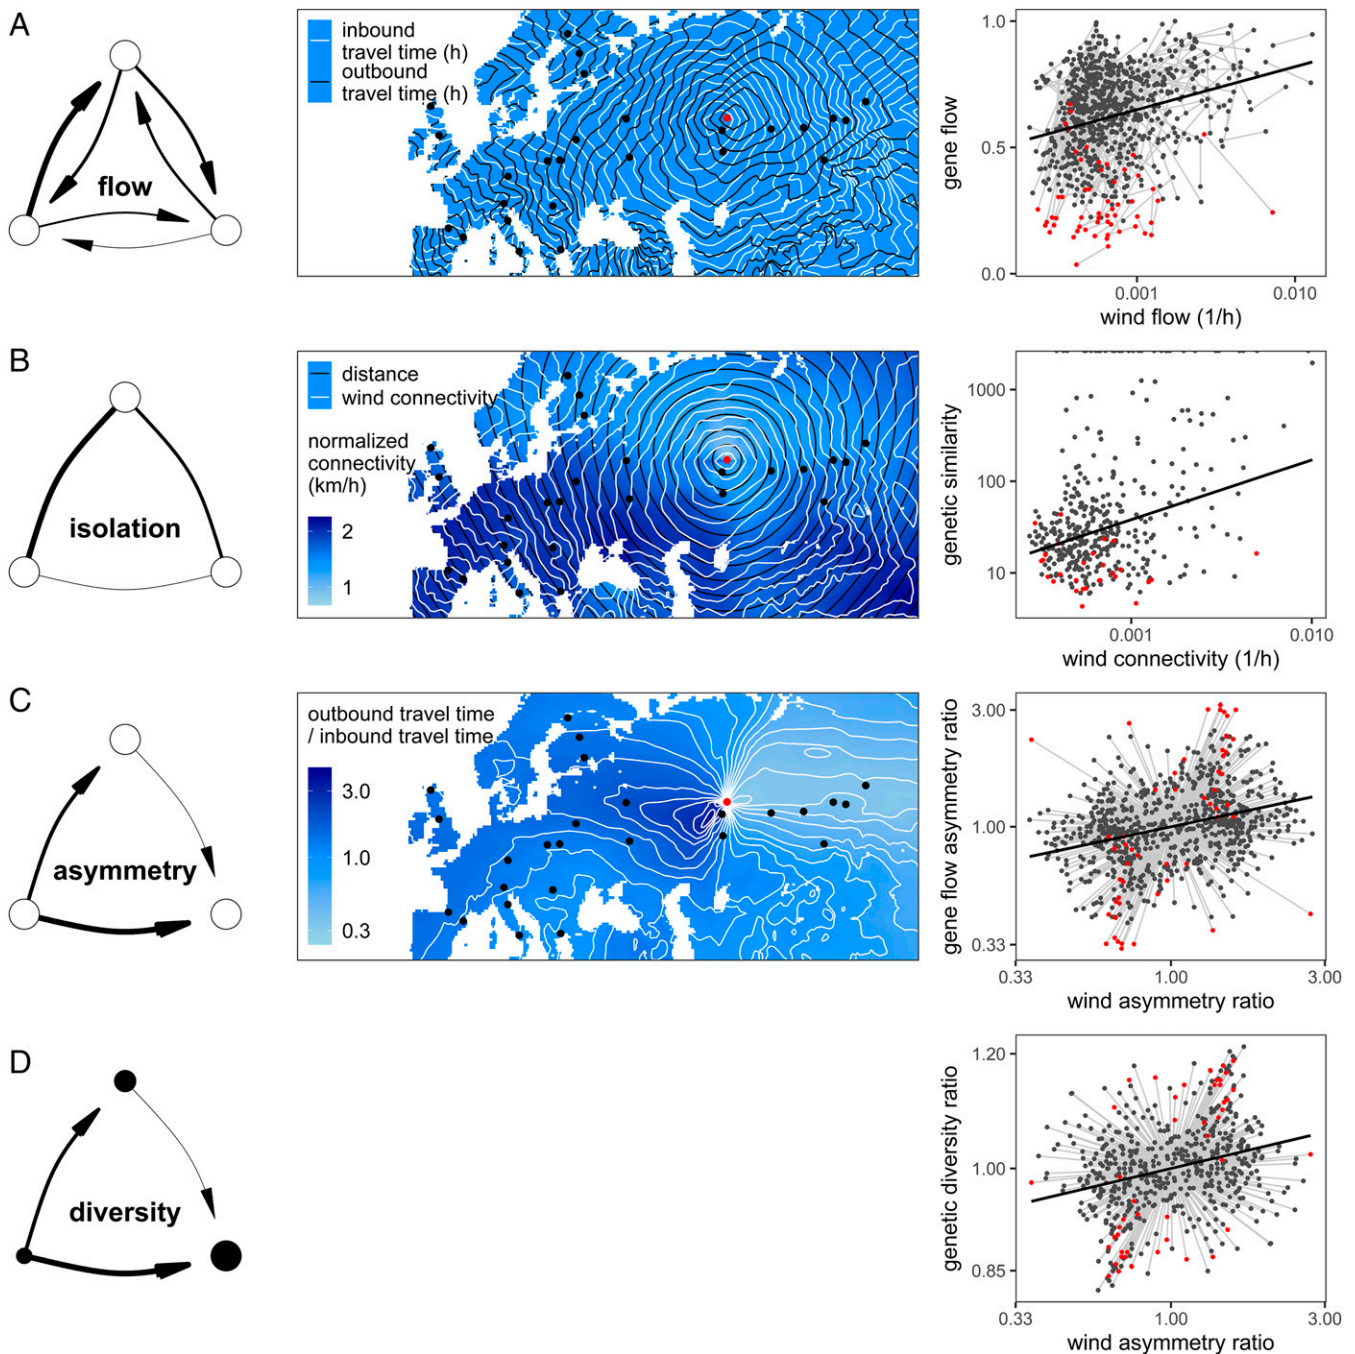 A
flow
inbound
travel time (h)
outbound
travel time (h)
1.0
0.5
0.0
gene flow
0.001
0.010
wind flow (1/h)
B
isolation
distance
wind connectivity
normalized
connectivity
(km/h)
2
1
1000
100
10
genetic similarity
0.001
0.010
wind connectivity (1/h)
C
asymmetry
outbound travel time
/ inbound travel time
3.0
1.0
0.3
3.00
1.00
0.33
gene flow asymmetry ratio
0.33
1.00
3.00
wind asymmetry ratio
D
diversity
1.20
1.00
0.85
genetic diversity ratio
0.33
1.00
3.00
wind asymmetry ratio